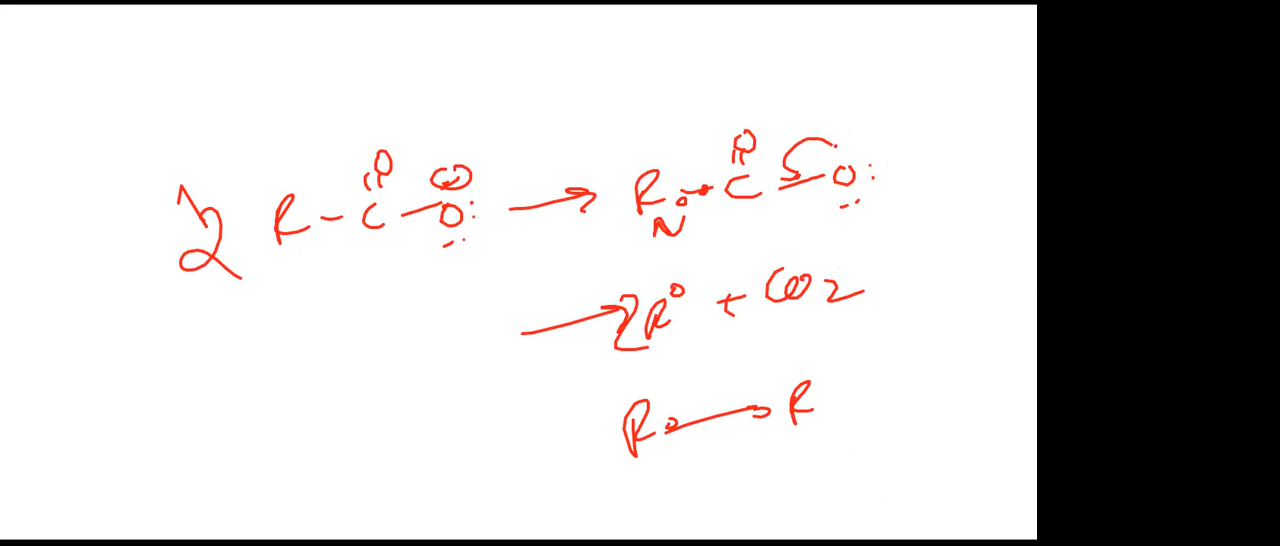 2 R-C(=O)-O⊖: → R-C(=O)-O:
→ 2R° + CO2
R—R